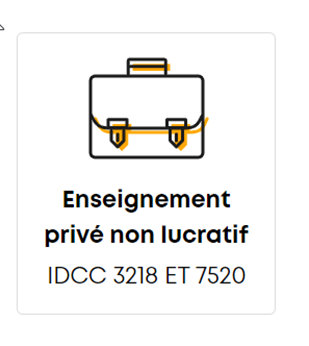 Enseignement
privé non lucratif
IDCC 3218 ET 7520